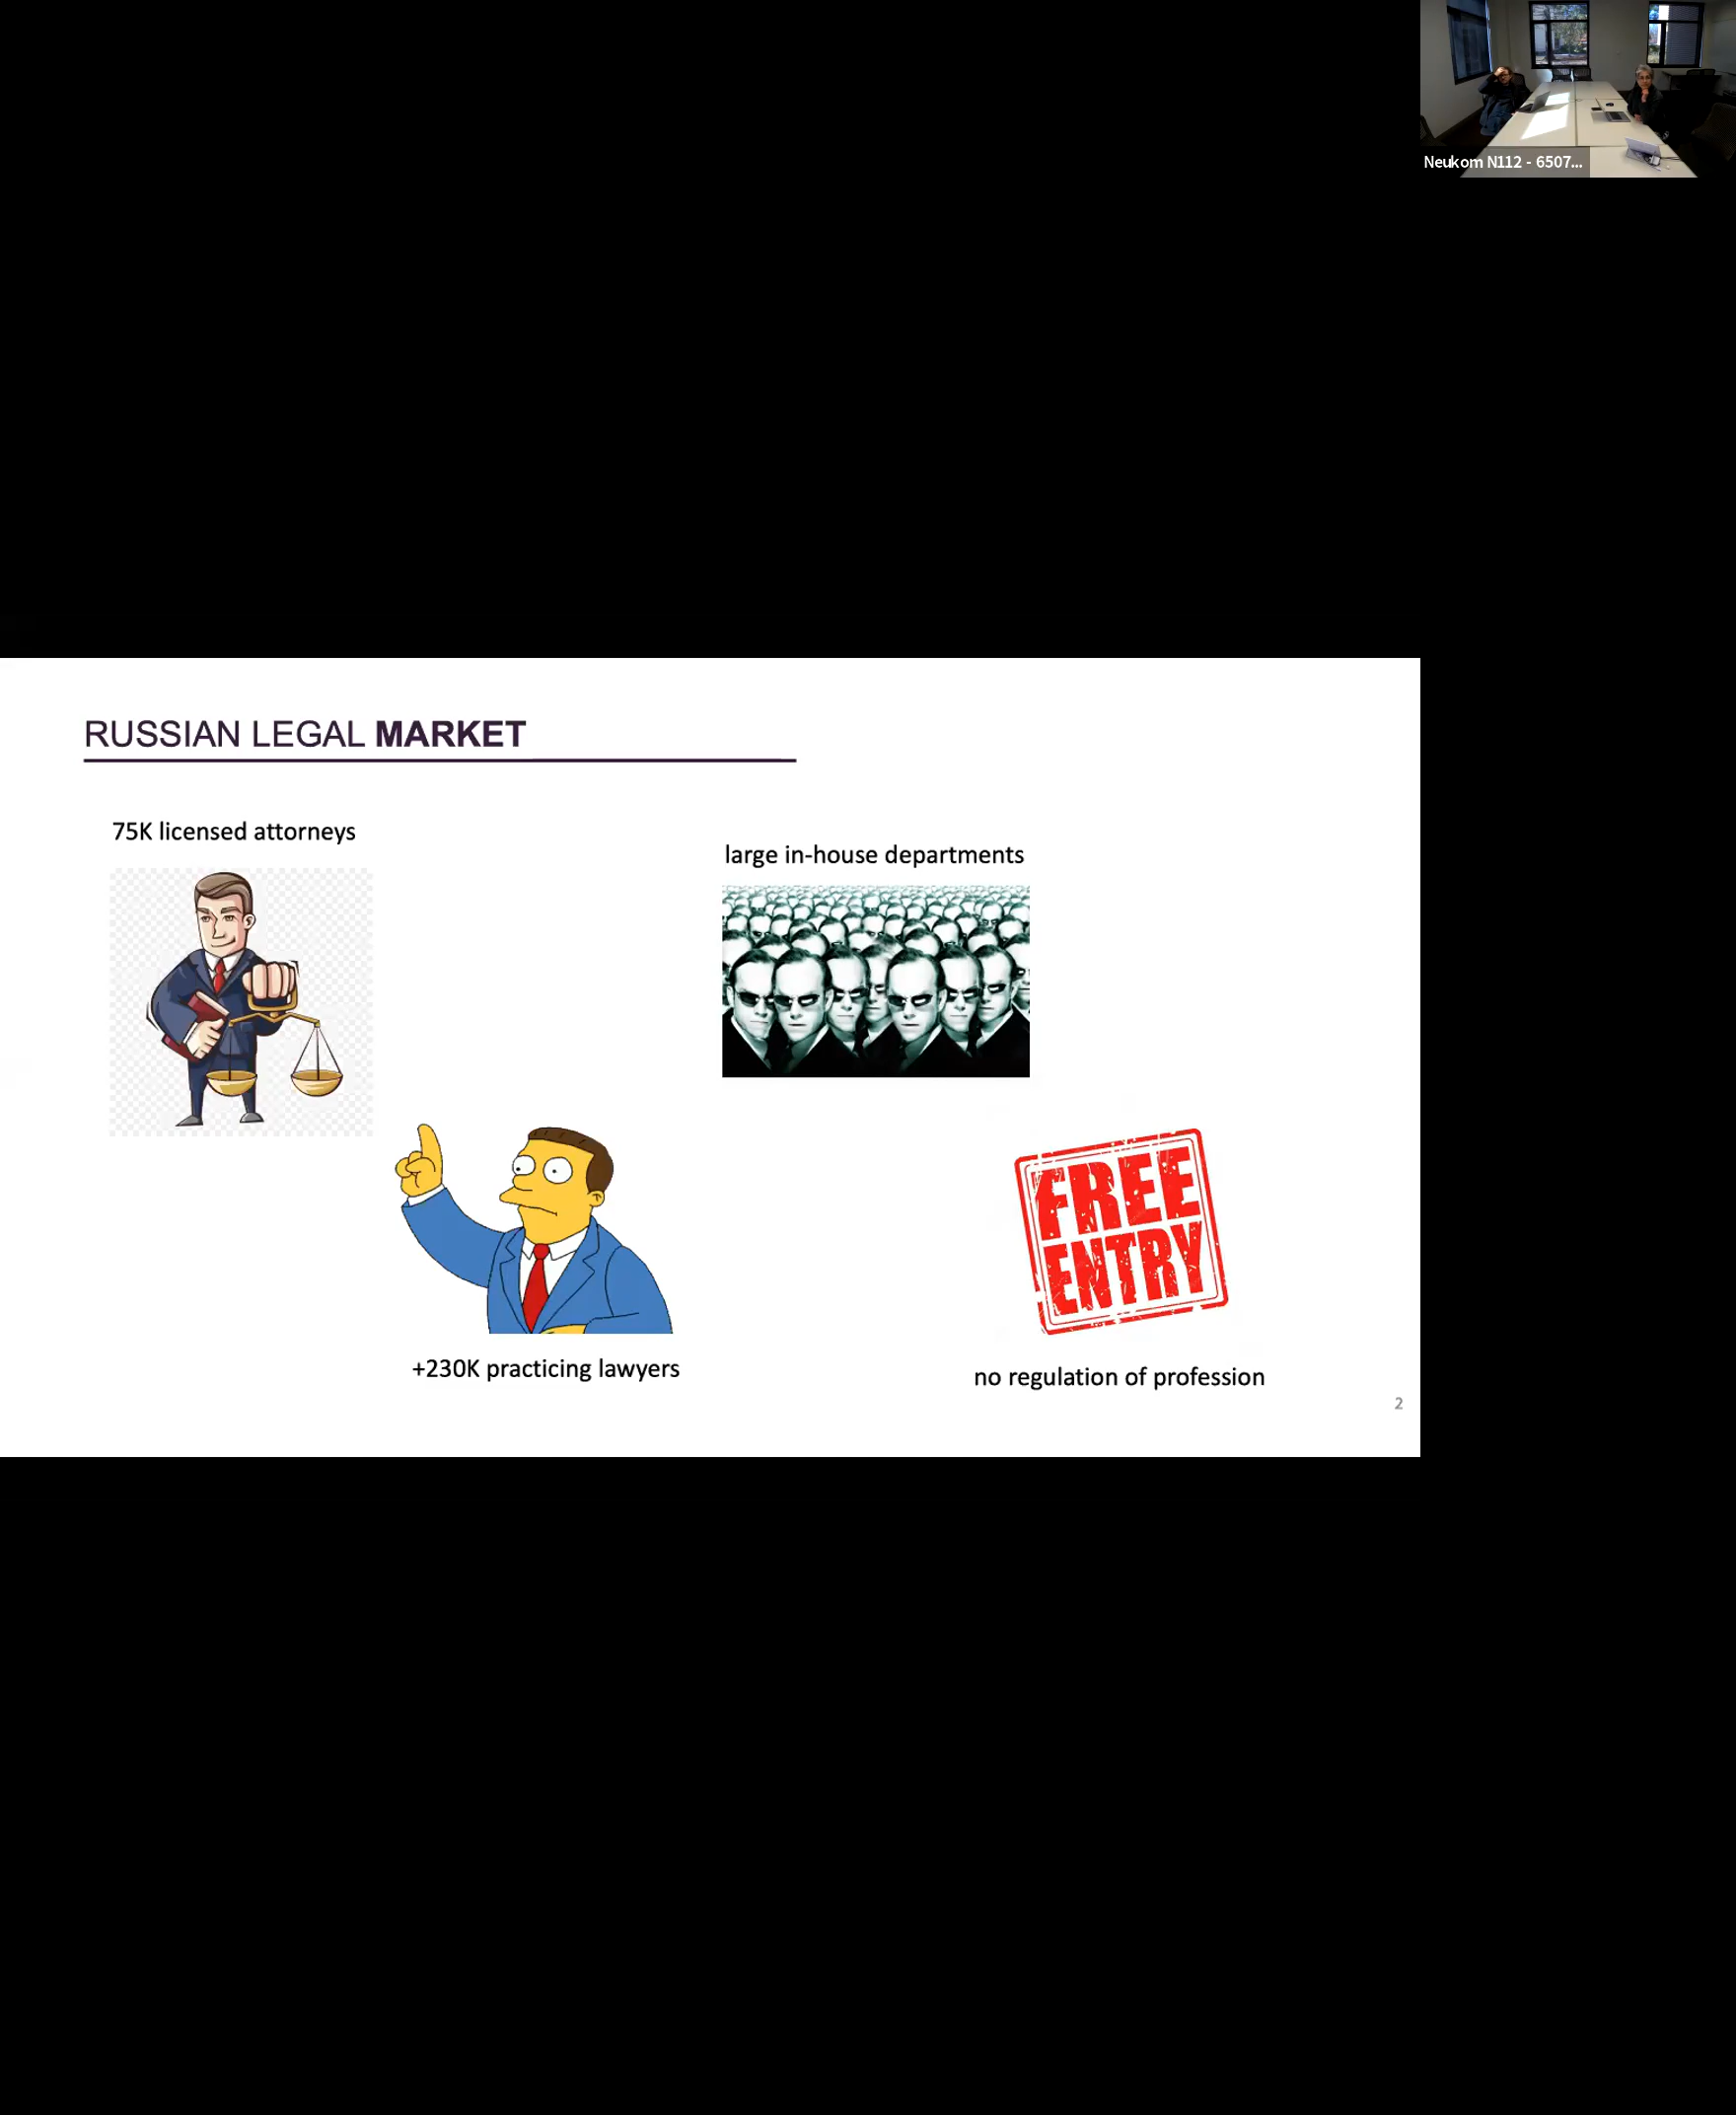 Neukom N112 - 6507...
RUSSIAN LEGAL MARKET
75K licensed attorneys
large in-house departments
FREE
ENTRY
+230K practicing lawyers
no regulation of profession
2